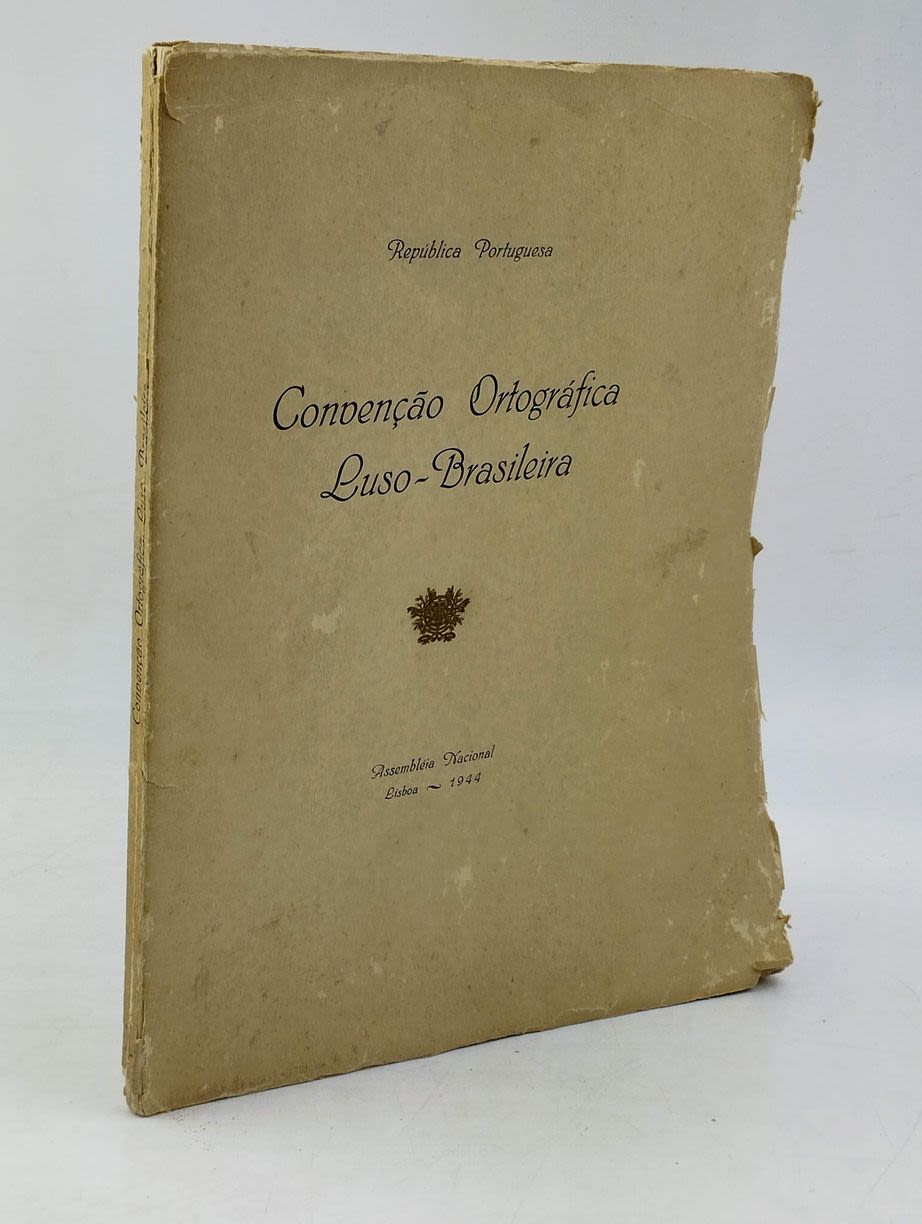 República Portuguesa
Convenção Ortográfica
Luso-Brasileira
Assembléia Nacional
Lisboa ~ 1944
Convenção Ortográfica Luso-Brasileira